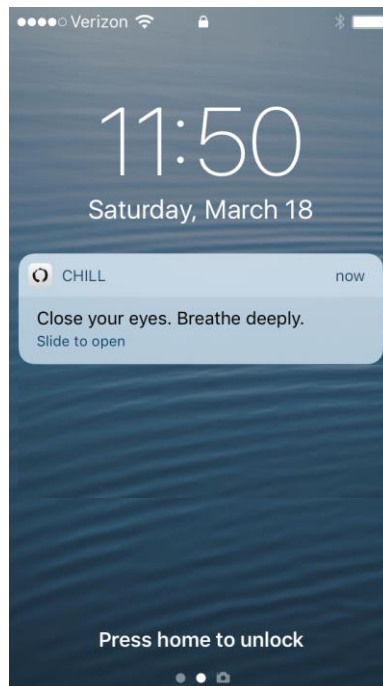 Verizon
11:50
Saturday, March 18
CHILL now
Close your eyes. Breathe deeply.
Slide to open
Press home to unlock